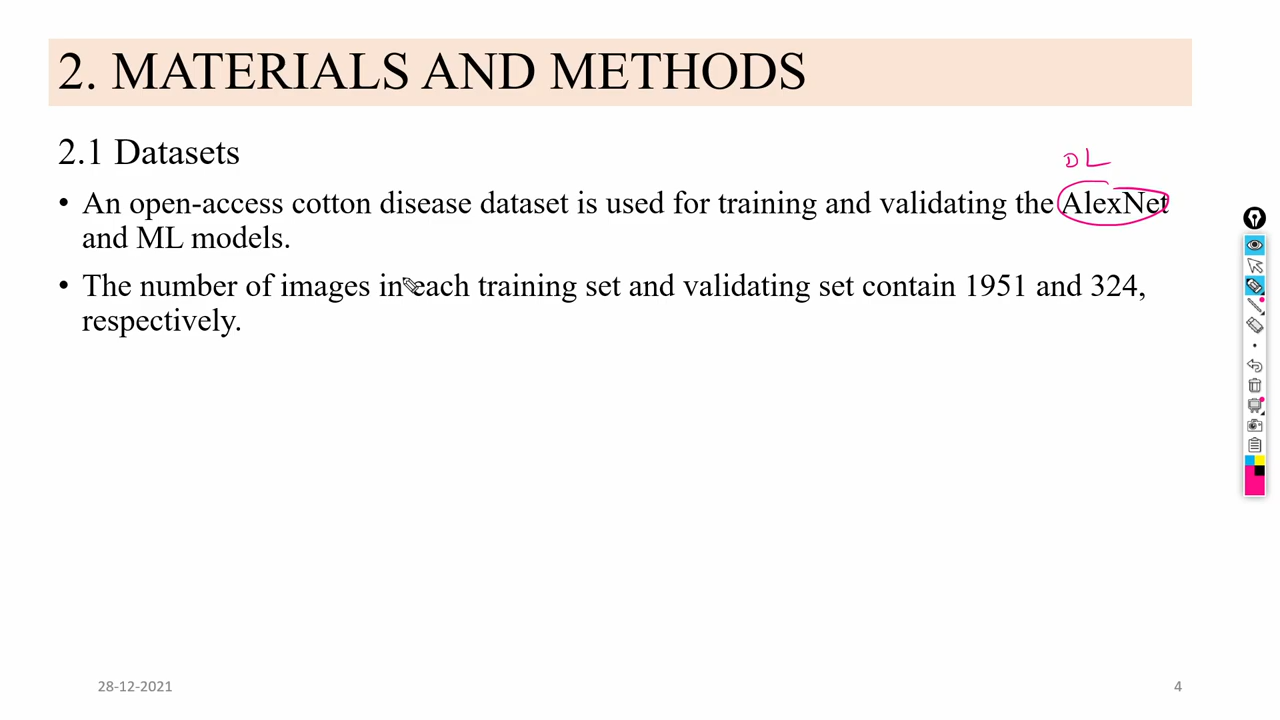 2. MATERIALS AND METHODS
2.1 Datasets
DL
• An open-access cotton disease dataset is used for training and validating the AlexNet
and ML models.
• The number of images in each training set and validating set contain 1951 and 324,
respectively.
28-12-2021
4